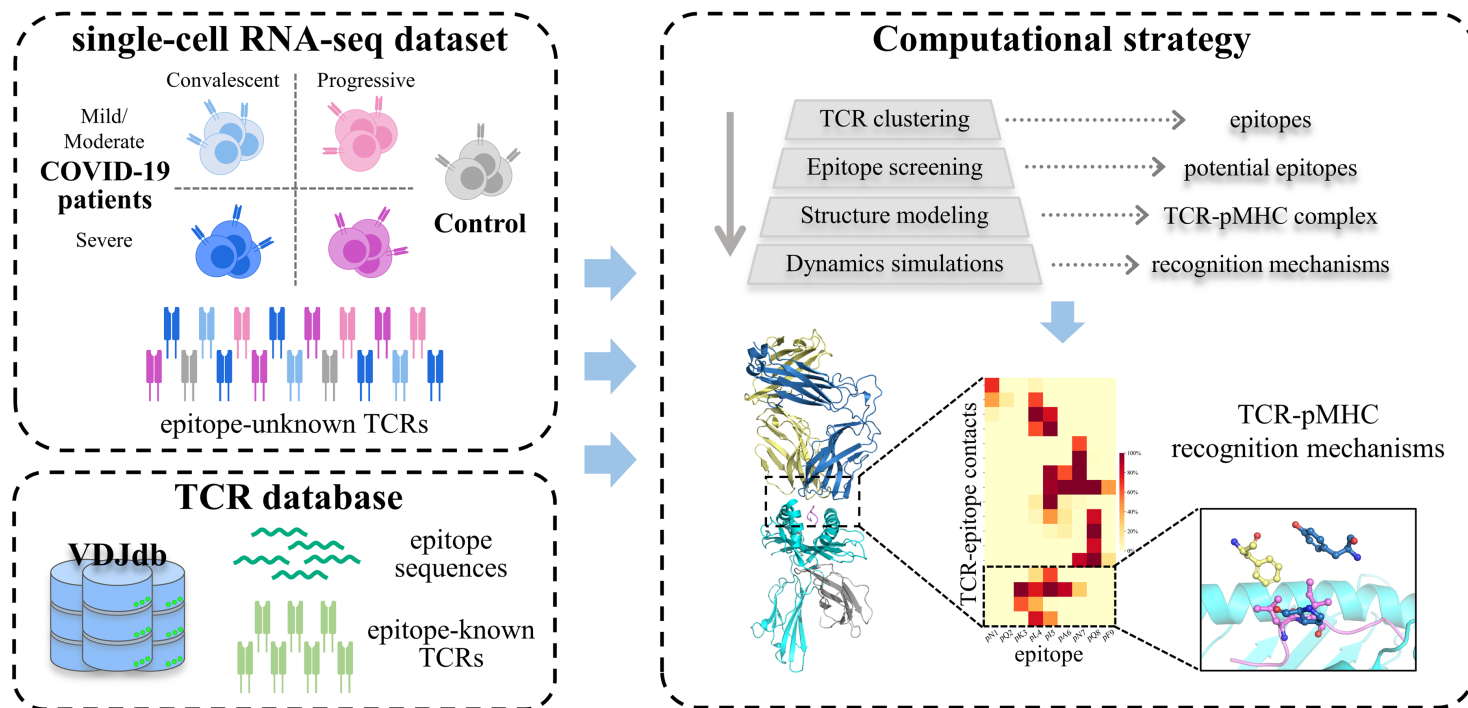 single-cell RNA-seq dataset
Convalescent
Progressive
Mild/
Moderate
COVID-19
patients
Severe
Control
epitope-unknown TCRs
TCR database
VDJdb
epitope
sequences
epitope-known
TCRs
Computational strategy
TCR clustering
epitopes
Epitope screening
potential epitopes
Structure modeling
TCR-pMHC complex
Dynamics simulations
recognition mechanisms
TCR-epitope contacts
100%
80%
60%
40%
20%
0%
pN1 pQ2 pK3 pL4 pI5 pA6 pN7 pQ8 pF9
epitope
TCR-pMHC
recognition mechanisms